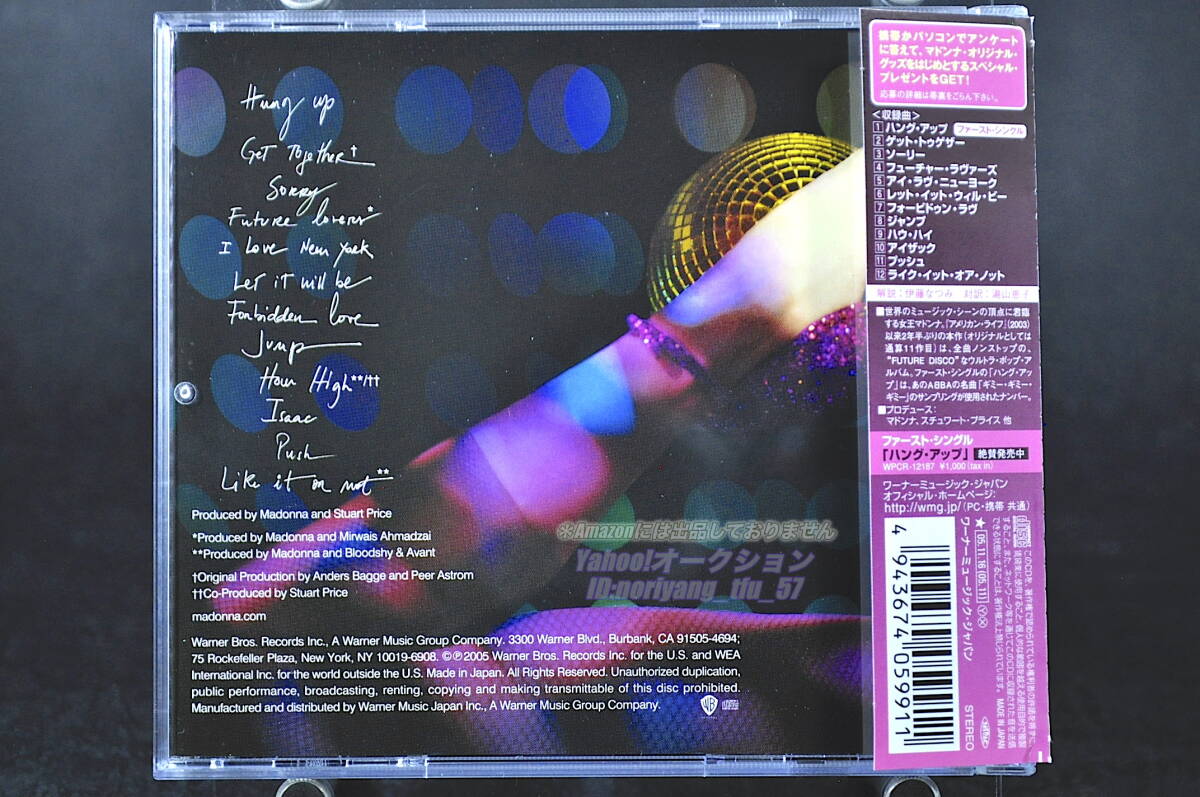 Hung up
Get Together†
Sorry
Future lovers*
I Love New York
Let it will be
Forbidden love
Jump
How High**/††
Isaac
Push
Like it or not**
Produced by Madonna and Stuart Price
*Produced by Madonna and Mirwais Ahmadzai
**Produced by Madonna and Bloodshy & Avant
†Original Production by Anders Bagge and Peer Astrom
††Co-Produced by Stuart Price
madonna.com
Warner Bros. Records Inc., A Warner Music Group Company. 3300 Warner Blvd., Burbank, CA 91505-4694;
75 Rockefeller Plaza, New York, NY 10019-6908. ©℗2005 Warner Bros. Records Inc. for the U.S. and WEA
International Inc. for the world outside the U.S. Made in Japan. All Rights Reserved. Unauthorized duplication,
public performance, broadcasting, renting, copying and making transmittable of this disc prohibited.
Manufactured and distributed by Warner Music Japan Inc., A Warner Music Group Company.
※Amazonには出品しておりません
Yahoo!オークション
ID:noriyang_tfu_57
携帯かパソコンでアンケート
に答えて、マドンナ・オリジナル・
グッズをはじめとするスペシャル・
プレゼントをGET!
応募の詳細は帯裏をごらん下さい。
<収録曲>
1 ハング・アップ ファースト・シングル
2 ゲット・トゥゲザー
3 ソーリー
4 フューチャー・ラヴァーズ
5 アイ・ラヴ・ニューヨーク
6 レット・イット・ウィル・ビー
7 フォービドゥン・ラヴ
8 ジャンプ
9 ハウ・ハイ
10 アイザック
11 プッシュ
12 ライク・イット・オア・ノット
解説:伊藤なつみ 対訳:湯山恵子
■世界のミュージック・シーンの頂点に君臨
する女王マドンナ。『アメリカン・ライフ』(2003)
以来2年半ぶりの本作(オリジナルとしては
通算11作目)は、全曲ノンストップの、
"FUTURE DISCO"なウルトラ・ポップ・ア
ルバム。ファースト・シングルの「ハング・アッ
プ」は、あのABBAの名曲「ギミー・ギミー・
ギミー」のサンプリングが使用されたナンバー。
■プロデュース:
マドンナ、スチュワート・プライス 他
ファースト・シングル
「ハング・アップ」 絶賛発売中
WPCR-12187 ¥1,000(tax in)
ワーナーミュージック・ジャパン
オフィシャル・ホームページ:
http://wmg.jp/(PC・携帯 共通)
4 943674 059911
★05.11.16
ワーナーミュージック・ジャパン
STEREO
MADE IN JAPAN